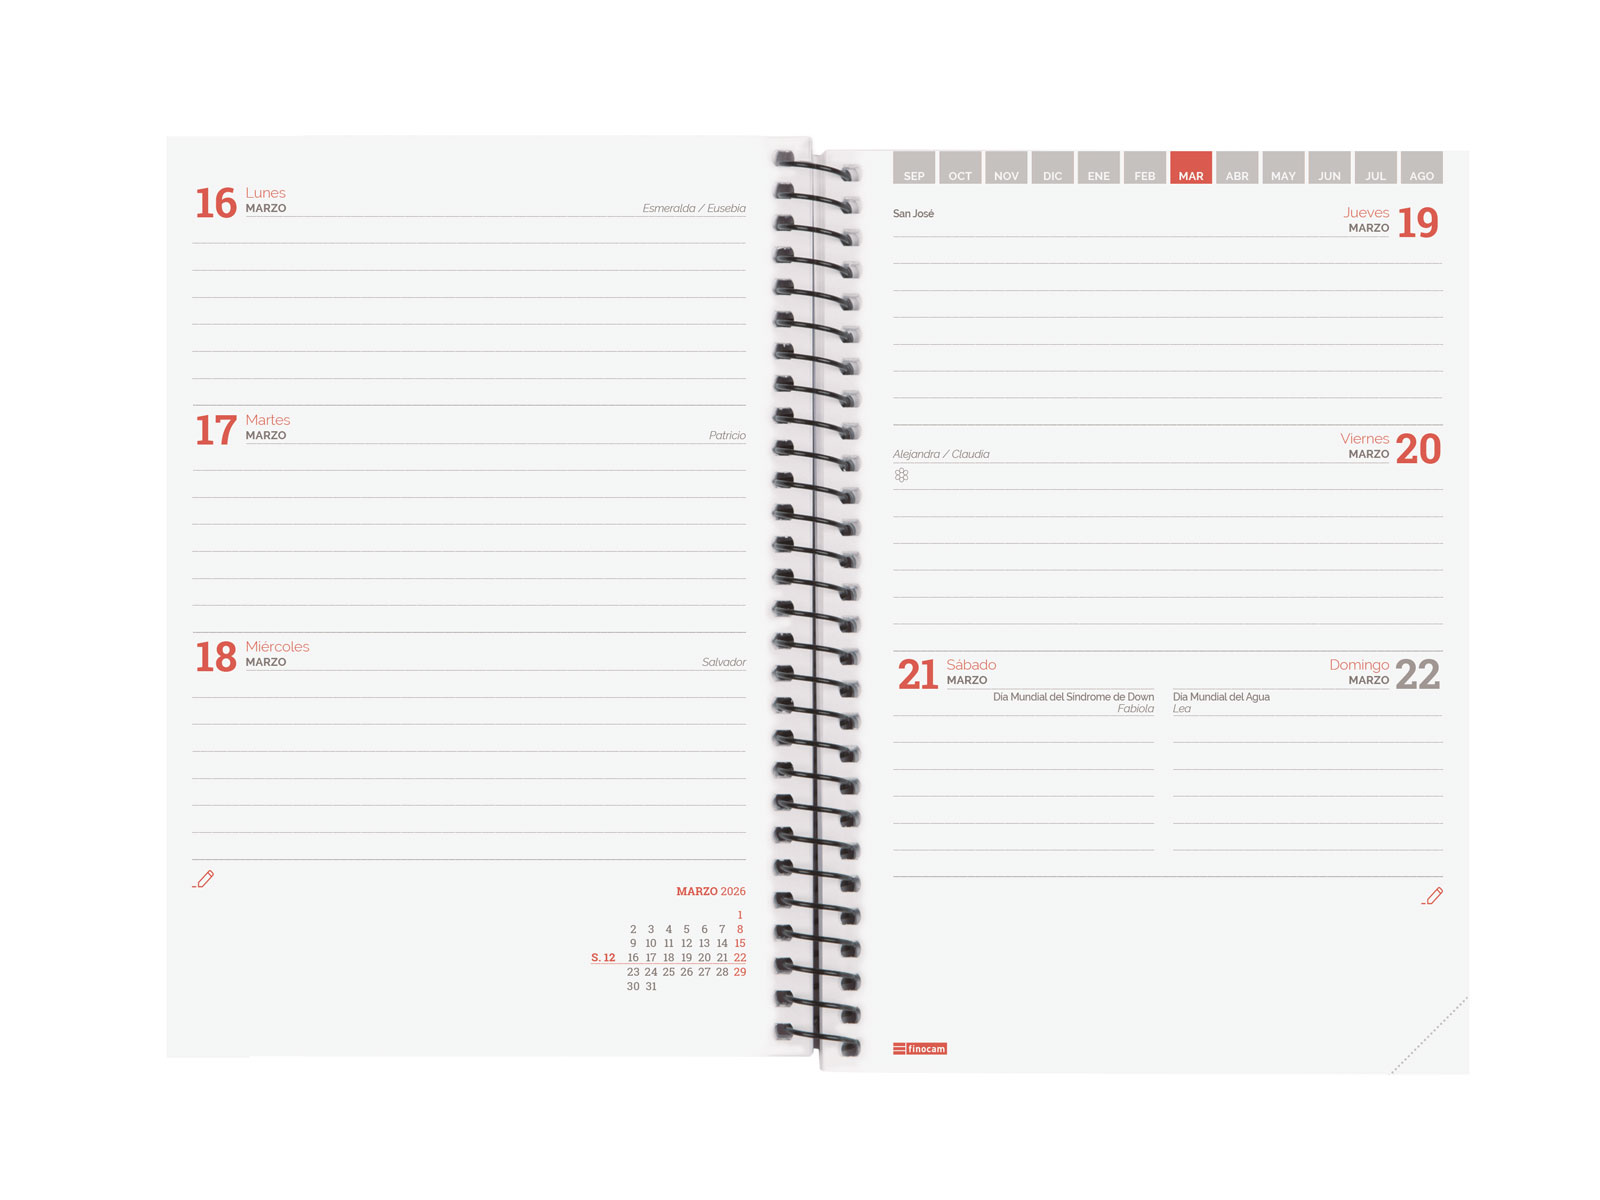 16 Lunes
MARZO
Esmeralda / Eusebia
17 Martes
MARZO
Patricio
18 Miércoles
MARZO
Salvador
MARZO 2026
1
2 3 4 5 6 7 8
9 10 11 12 13 14 15
S. 12 16 17 18 19 20 21 22
23 24 25 26 27 28 29
30 31
SEP OCT NOV DIC ENE FEB MAR ABR MAY JUN JUL AGO
San José
Jueves 19
MARZO
Viernes 20
MARZO
Alejandra / Claudia
21 Sábado
MARZO
Día Mundial del Síndrome de Down
Fabiola
Domingo 22
MARZO
Día Mundial del Agua
Lea
finocam